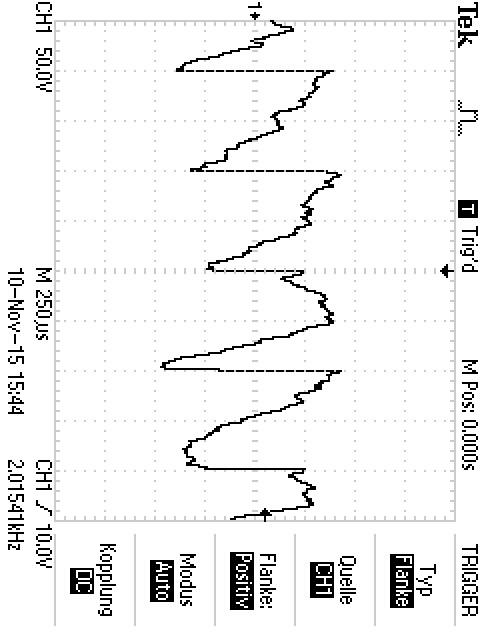 Tek
T Trig'd
M Pos: 0.000s
TRIGGER
Typ
Flanke
Quelle
CH1
Flanke:
Positiv
Modus
Auto
Kopplung
DC
1
CH1 50.0V
M 250µs
CH1 / 10.0V
10-Nov-15 15:44
2.01541kHz